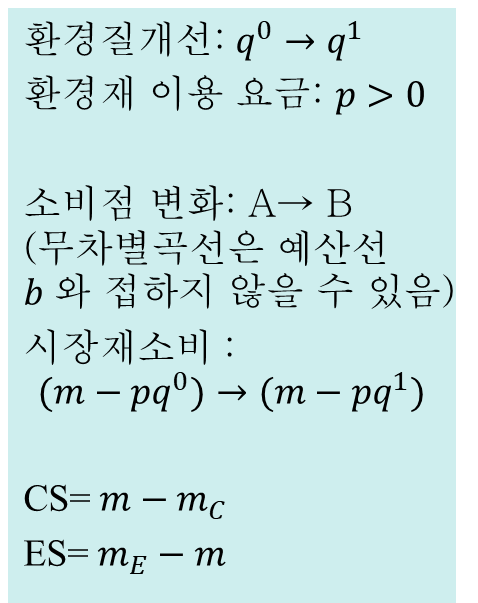 환경질개선: q⁰ → q¹
환경재 이용 요금: p > 0
소비점 변화: A→ B
(무차별곡선은 예산선
b 와 접하지 않을 수 있음)
시장재소비 :
(m − pq⁰) → (m − pq¹)
CS= m − m_C
ES= m_E − m